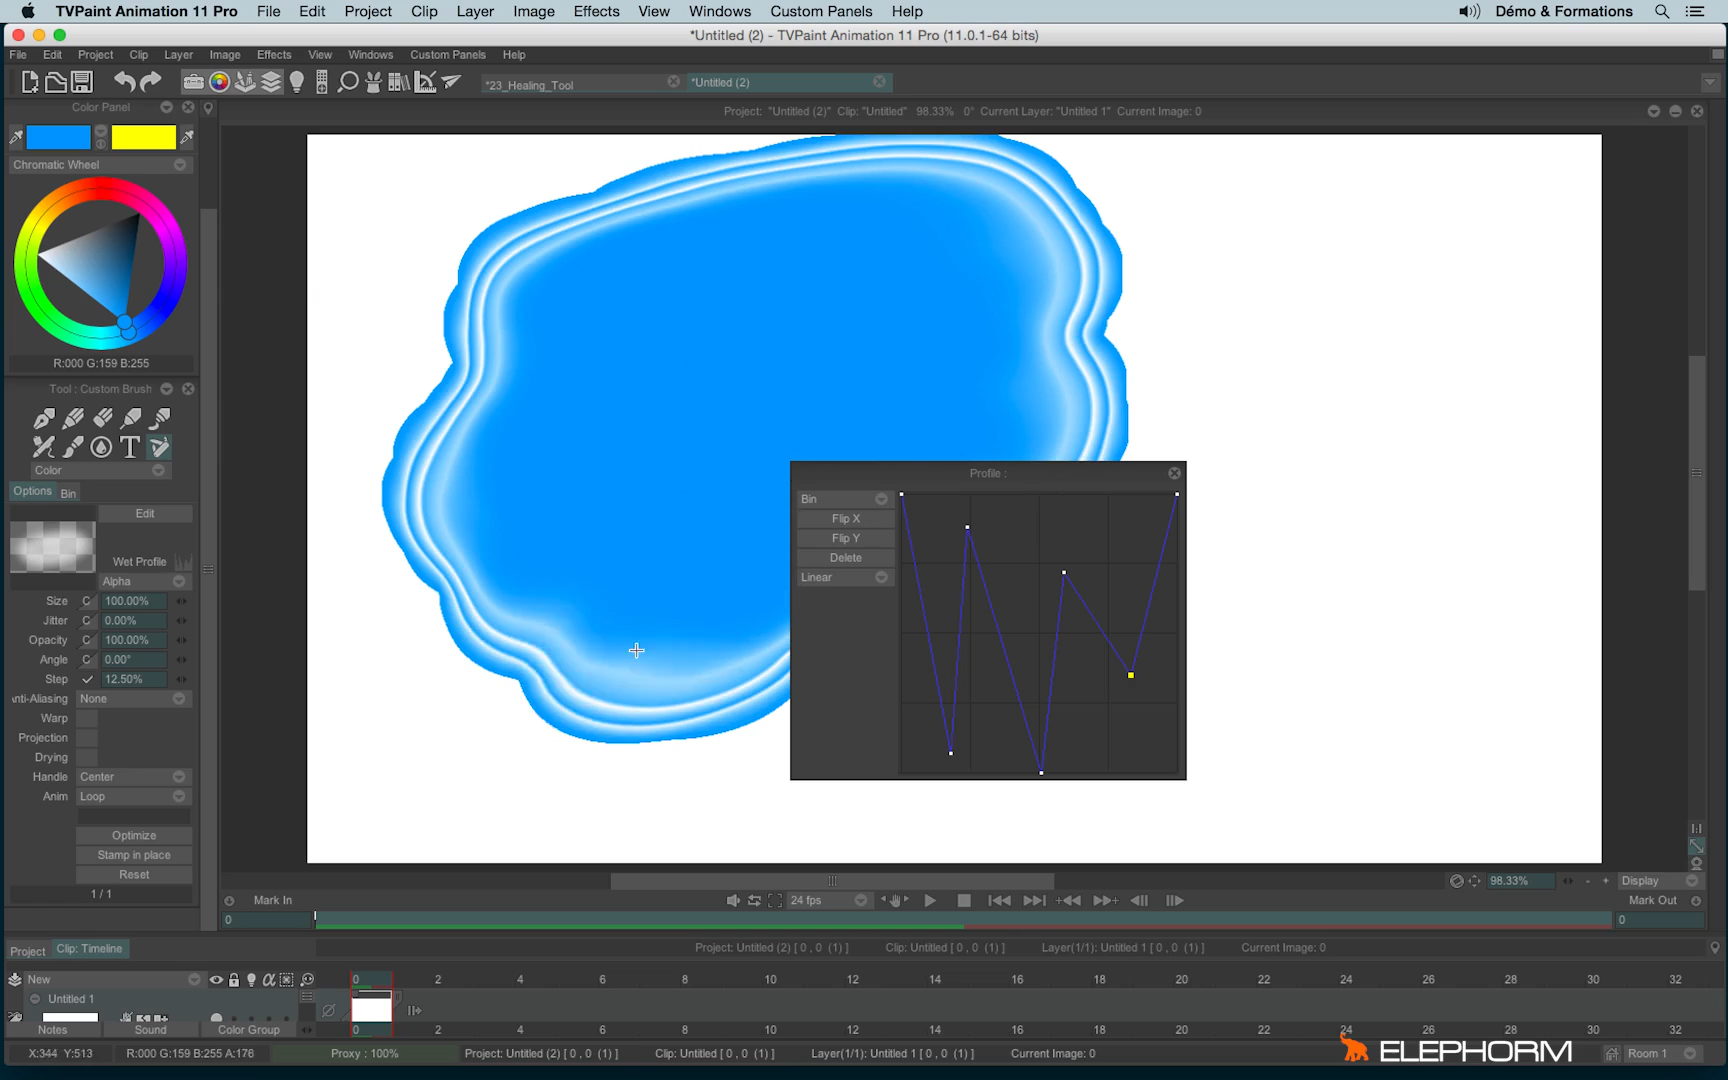 TVPaint Animation 11 Pro File Edit Project Clip Layer Image Effects View Windows Custom Panels Help Démo & Formations
*Untitled (2) - TVPaint Animation 11 Pro (11.0.1-64 bits)
File Edit Project Clip Layer Image Effects View Windows Custom Panels Help
*23_Healing_Tool *Untitled (2)
Color Panel
Project: "Untitled (2)" Clip: "Untitled" 98.33% 0° Current Layer: "Untitled 1" Current Image: 0
Chromatic Wheel
R:000 G:159 B:255
Tool : Custom Brush
Color
Options Bin
Edit
Wet Profile
Alpha
Size C 100.00%
Jitter C 0.00%
Opacity C 100.00%
Angle C 0.00°
Step 12.50%
nti-Aliasing None
Warp
Projection
Drying
Handle Center
Anim Loop
Optimize
Stamp in place
Reset
1 / 1
Profile :
Bin
Flip X
Flip Y
Delete
Linear
98.33% - + Display
Mark In 24 fps Mark Out
0 0
Project Clip: Timeline Project: Untitled (2) [ 0 , 0 (1) ] Clip: Untitled [ 0 , 0 (1) ] Layer(1/1): Untitled 1 [ 0 , 0 (1) ] Current Image: 0
New 0 2 4 6 8 10 12 14 16 18 20 22 24 26 28 30 32
Untitled 1
Notes Sound Color Group 0 2 4 6 8 10 12 14 16 18 20 22 24 26 28 30 32
X:344 Y:513 R:000 G:159 B:255 A:176 Proxy : 100% Project: Untitled (2) [ 0 , 0 (1) ] Clip: Untitled [ 0 , 0 (1) ] Layer(1/1): Untitled 1 [ 0 , 0 (1) ] Current Image: 0 ELEPHORM Room 1